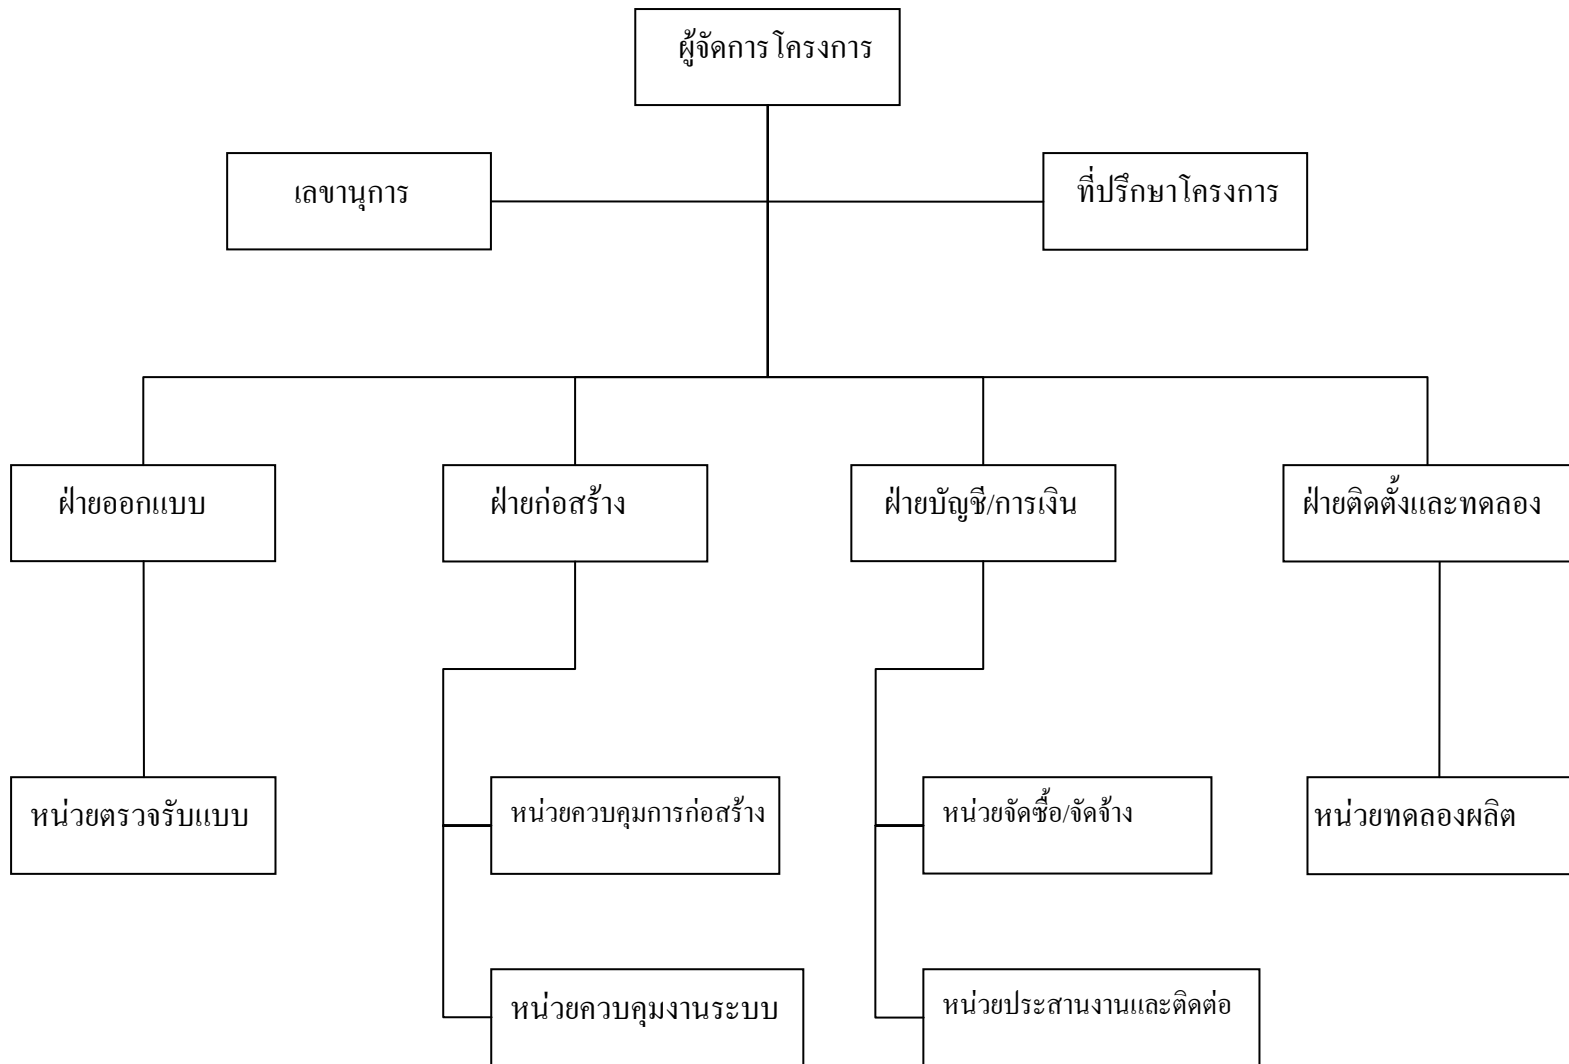 ผู้จัดการโครงการ
เลขานุการ
ที่ปรึกษาโครงการ
ฝ่ายออกแบบ
ฝ่ายก่อสร้าง
ฝ่ายบัญชี/การเงิน
ฝ่ายติดตั้งและทดลอง
หน่วยตรวจรับแบบ
หน่วยควบคุมการก่อสร้าง
หน่วยจัดซื้อ/จัดจ้าง
หน่วยทดลองผลิต
หน่วยควบคุมงานระบบ
หน่วยประสานงานและติดต่อ